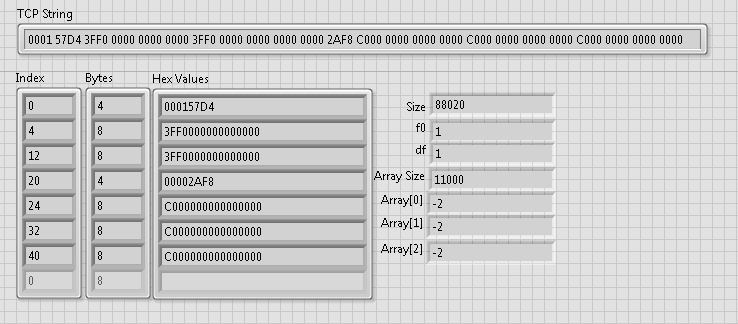 TCP String
0001 57D4 3FF0 0000 0000 0000 3FF0 0000 0000 0000 0000 2AF8 C000 0000 0000 0000 C000 0000 0000 0000 C000 0000 0000 0000
Index Bytes Hex Values
0 4 000157D4
4 8 3FF0000000000000
12 8 3FF0000000000000
20 4 00002AF8
24 8 C000000000000000
32 8 C000000000000000
40 8 C000000000000000
0 8
Size 88020
f0 1
df 1
Array Size 11000
Array[0] -2
Array[1] -2
Array[2] -2